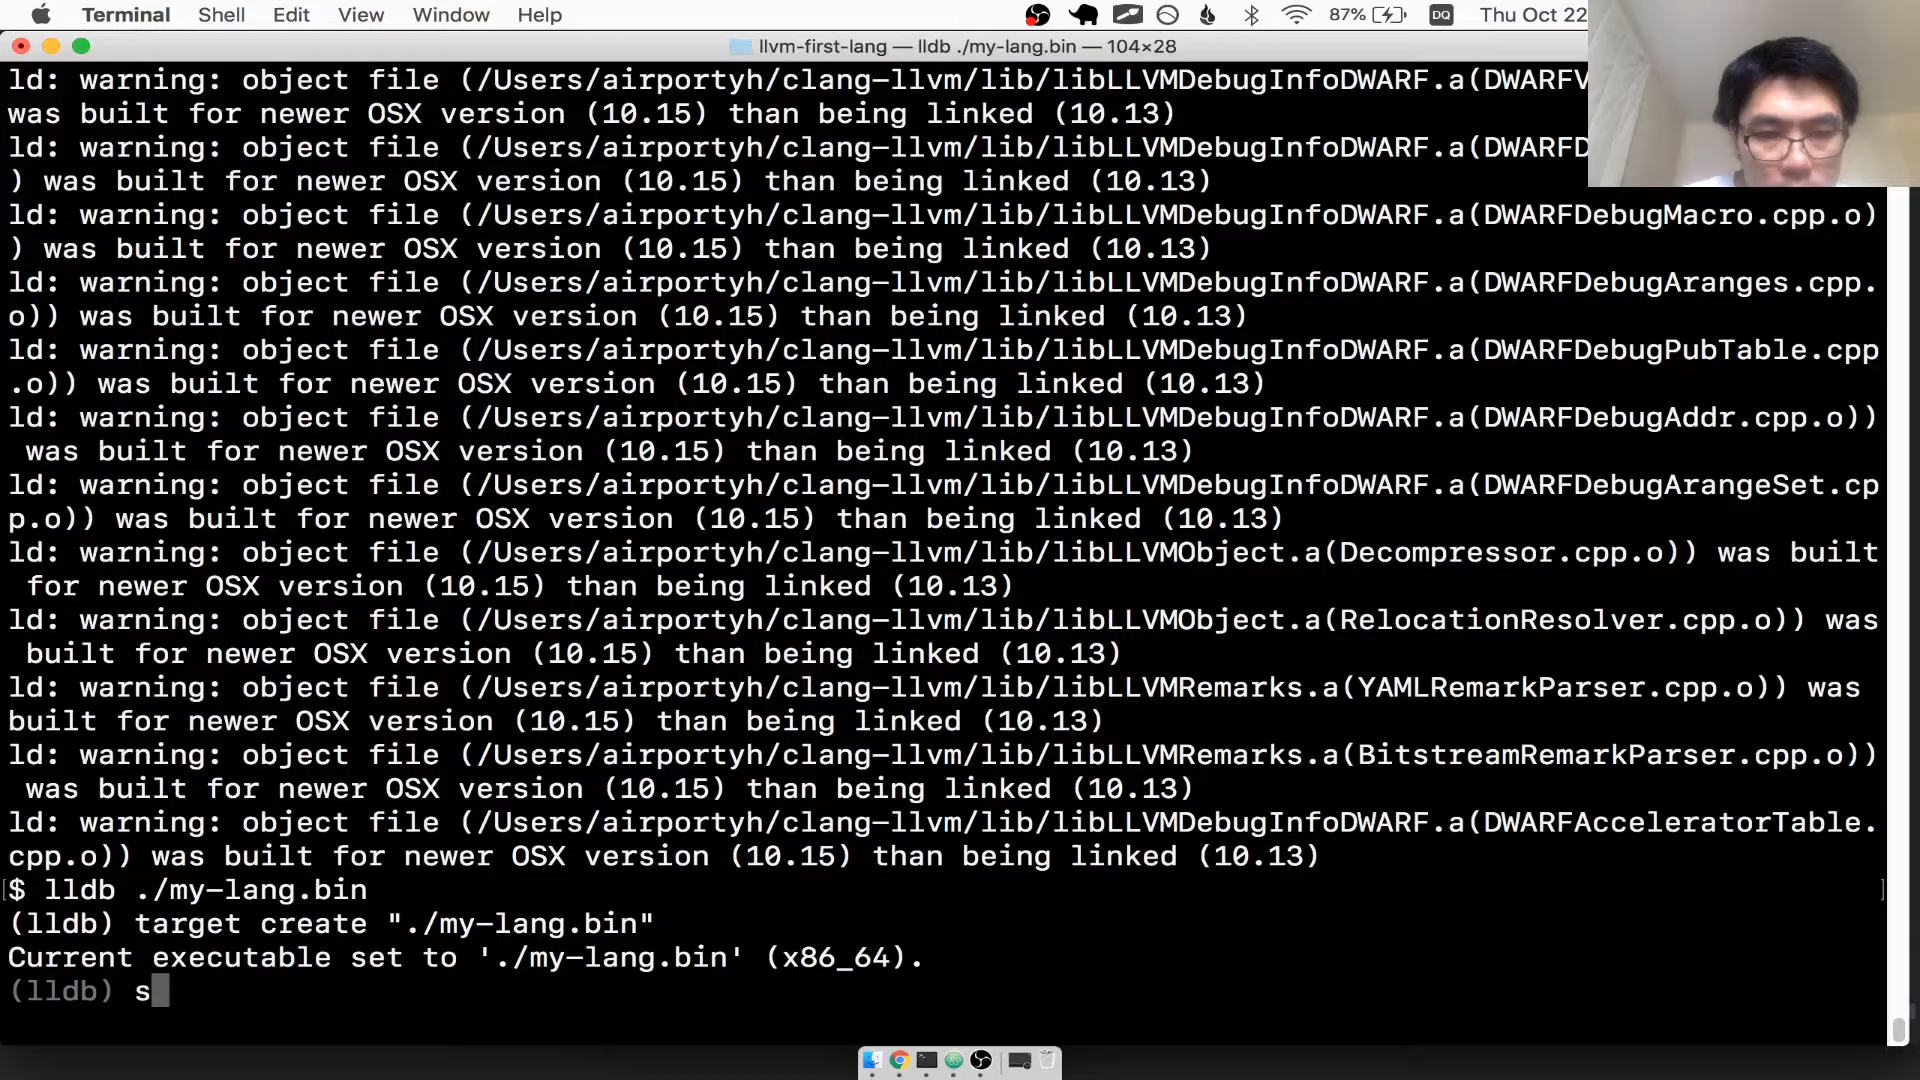 Terminal Shell Edit View Window Help 87% DQ Thu Oct 22
llvm-first-lang — lldb ./my-lang.bin — 104×28
ld: warning: object file (/Users/airportyh/clang-llvm/lib/libLLVMDebugInfoDWARF.a(DWARFV
was built for newer OSX version (10.15) than being linked (10.13)
ld: warning: object file (/Users/airportyh/clang-llvm/lib/libLLVMDebugInfoDWARF.a(DWARFD
) was built for newer OSX version (10.15) than being linked (10.13)
ld: warning: object file (/Users/airportyh/clang-llvm/lib/libLLVMDebugInfoDWARF.a(DWARFDebugMacro.cpp.o)
) was built for newer OSX version (10.15) than being linked (10.13)
ld: warning: object file (/Users/airportyh/clang-llvm/lib/libLLVMDebugInfoDWARF.a(DWARFDebugAranges.cpp.
o)) was built for newer OSX version (10.15) than being linked (10.13)
ld: warning: object file (/Users/airportyh/clang-llvm/lib/libLLVMDebugInfoDWARF.a(DWARFDebugPubTable.cpp
.o)) was built for newer OSX version (10.15) than being linked (10.13)
ld: warning: object file (/Users/airportyh/clang-llvm/lib/libLLVMDebugInfoDWARF.a(DWARFDebugAddr.cpp.o))
was built for newer OSX version (10.15) than being linked (10.13)
ld: warning: object file (/Users/airportyh/clang-llvm/lib/libLLVMDebugInfoDWARF.a(DWARFDebugArangeSet.cp
p.o)) was built for newer OSX version (10.15) than being linked (10.13)
ld: warning: object file (/Users/airportyh/clang-llvm/lib/libLLVMObject.a(Decompressor.cpp.o)) was built
for newer OSX version (10.15) than being linked (10.13)
ld: warning: object file (/Users/airportyh/clang-llvm/lib/libLLVMObject.a(RelocationResolver.cpp.o)) was
built for newer OSX version (10.15) than being linked (10.13)
ld: warning: object file (/Users/airportyh/clang-llvm/lib/libLLVMRemarks.a(YAMLRemarkParser.cpp.o)) was
built for newer OSX version (10.15) than being linked (10.13)
ld: warning: object file (/Users/airportyh/clang-llvm/lib/libLLVMRemarks.a(BitstreamRemarkParser.cpp.o))
was built for newer OSX version (10.15) than being linked (10.13)
ld: warning: object file (/Users/airportyh/clang-llvm/lib/libLLVMDebugInfoDWARF.a(DWARFAcceleratorTable.
cpp.o)) was built for newer OSX version (10.15) than being linked (10.13)
[$ lldb ./my-lang.bin ]
(lldb) target create "./my-lang.bin"
Current executable set to './my-lang.bin' (x86_64).
(lldb) s